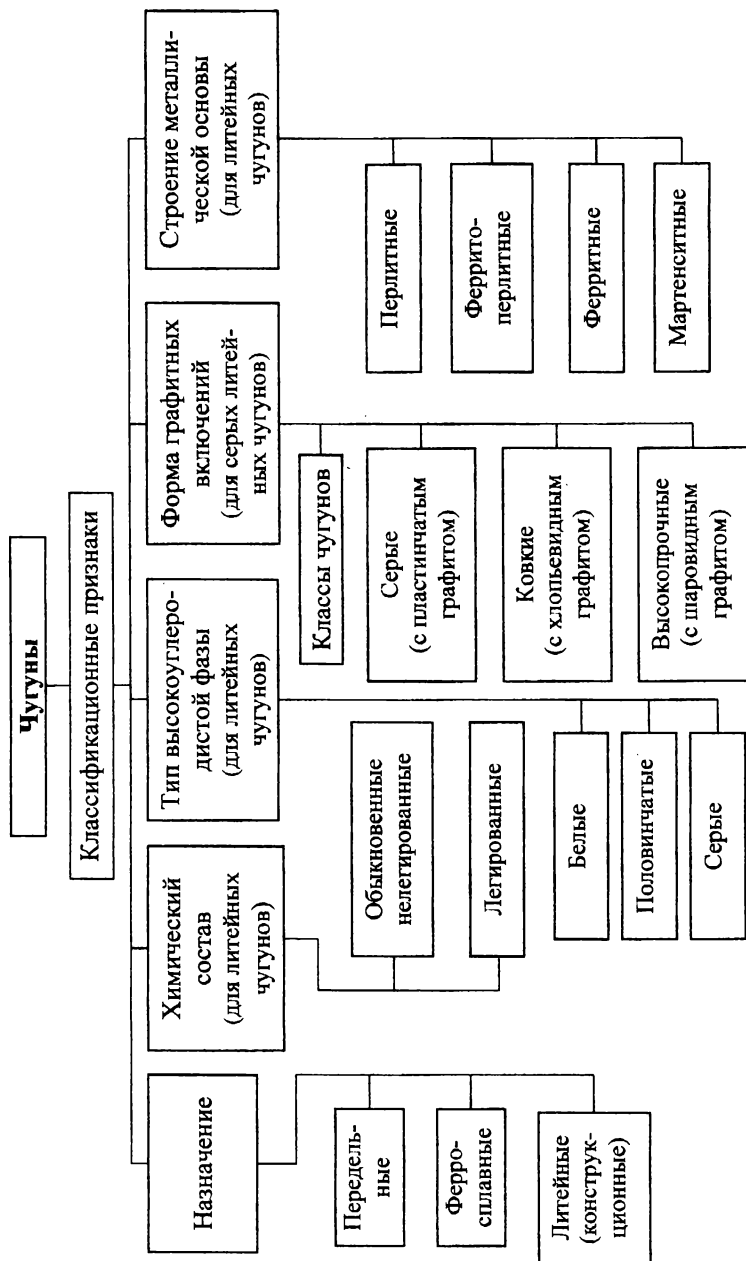 Чугуны
Классификационные признаки
Назначение
Передель-
ные
Ферро-
сплавные
Литейные
(конструк-
ционные)
Химический
состав
(для литейных
чугунов)
Обыкновенные
нелегированные
Легированные
Тип высокоуглеро-
дистой фазы
(для литейных
чугунов)
Белые
Половинчатые
Серые
Форма графитных
включений
(для серых литей-
ных чугунов)
Классы чугунов
Серые
(с пластинчатым
графитом)
Ковкие
(с хлопьевидным
графитом)
Высокопрочные
(с шаровидным
графитом)
Строение металли-
ческой основы
(для литейных
чугунов)
Перлитные
Феррито-
перлитные
Ферритные
Мартенситные